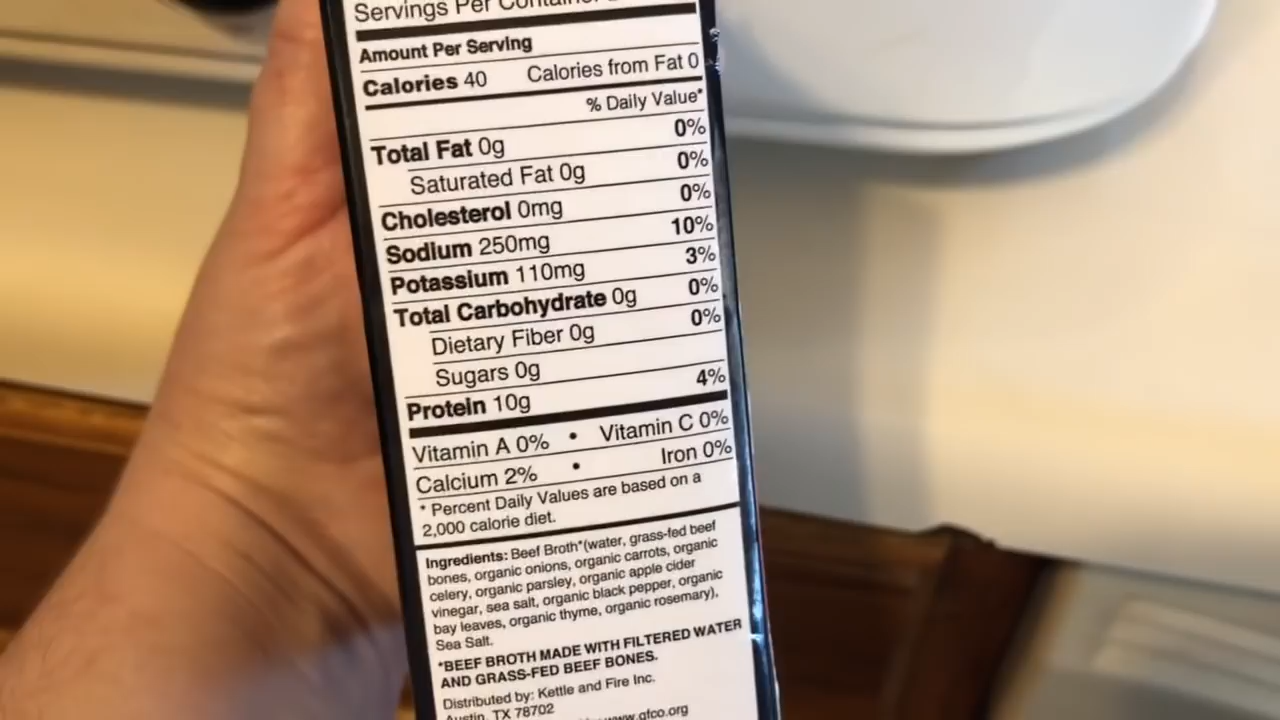 Servings Per Container
Amount Per Serving
Calories 40 Calories from Fat 0
% Daily Value*
Total Fat 0g 0%
Saturated Fat 0g 0%
Cholesterol 0mg 0%
Sodium 250mg 10%
Potassium 110mg 3%
Total Carbohydrate 0g 0%
Dietary Fiber 0g 0%
Sugars 0g
Protein 10g 4%
Vitamin A 0% • Vitamin C 0%
Calcium 2% • Iron 0%
* Percent Daily Values are based on a
2,000 calorie diet.
Ingredients: Beef Broth*(water, grass-fed beef
bones, organic onions, organic carrots, organic
celery, organic parsley, organic apple cider
vinegar, sea salt, organic black pepper, organic
bay leaves, organic thyme, organic rosemary),
Sea Salt.
*BEEF BROTH MADE WITH FILTERED WATER
AND GRASS-FED BEEF BONES.
Distributed by: Kettle and Fire Inc.
Austin, TX 78702
www.gfco.org